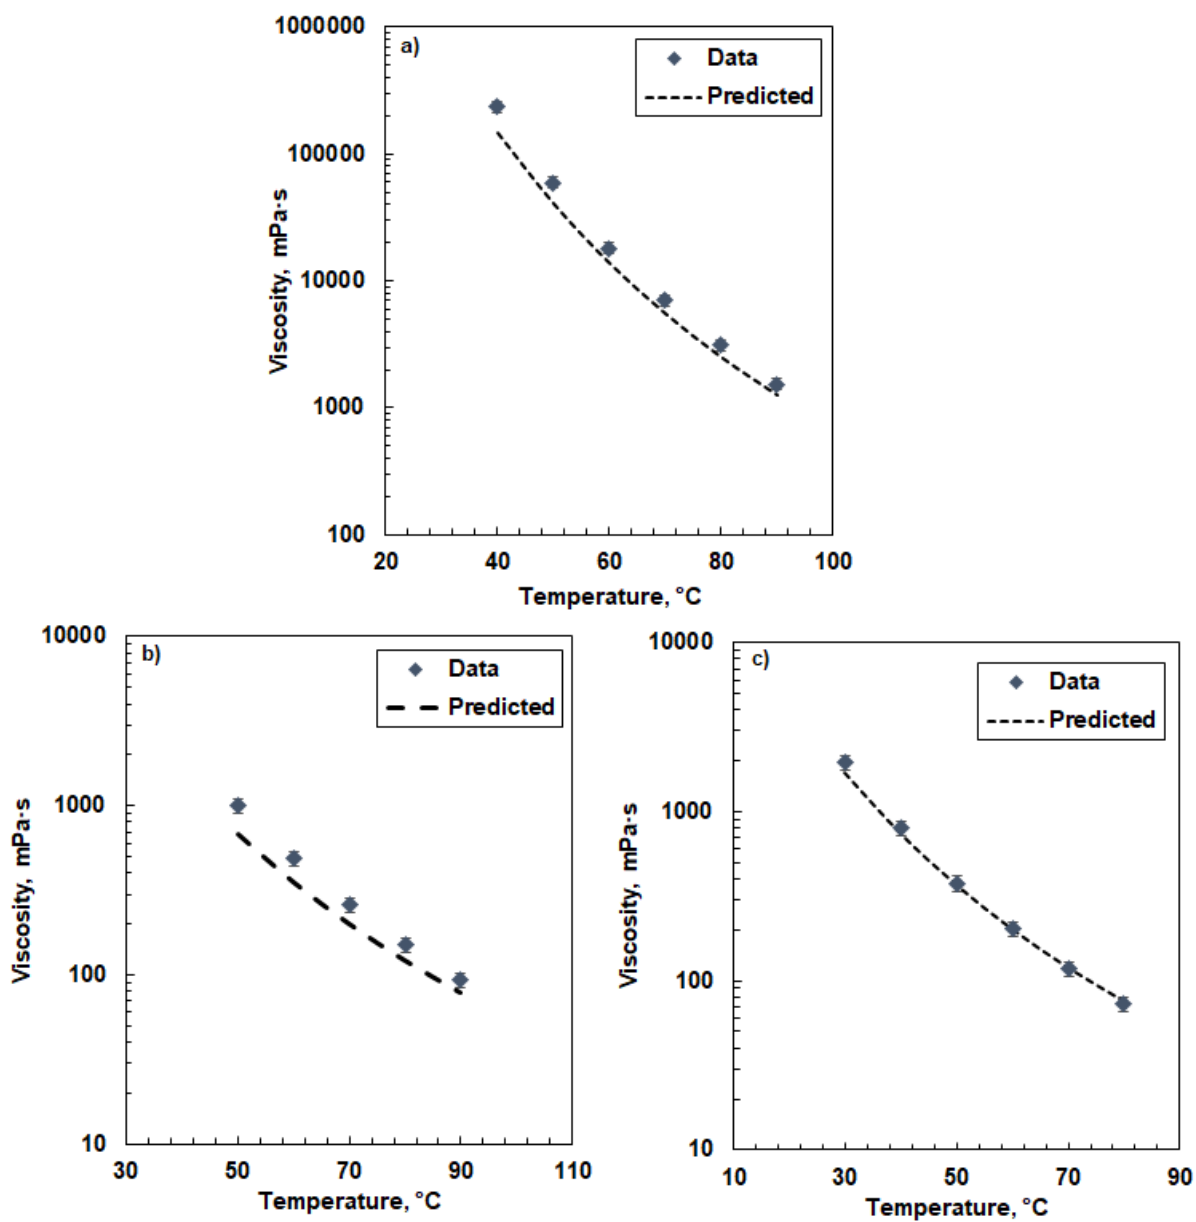 a)
Data
Predicted
1000000
100000
10000
1000
100
Viscosity, mPa·s
20 40 60 80 100
Temperature, °C
b)
Data
Predicted
10000
1000
100
10
Viscosity, mPa·s
30 50 70 90 110
Temperature, °C
c)
Data
Predicted
10000
1000
100
10
Viscosity, mPa·s
10 30 50 70 90
Temperature, °C